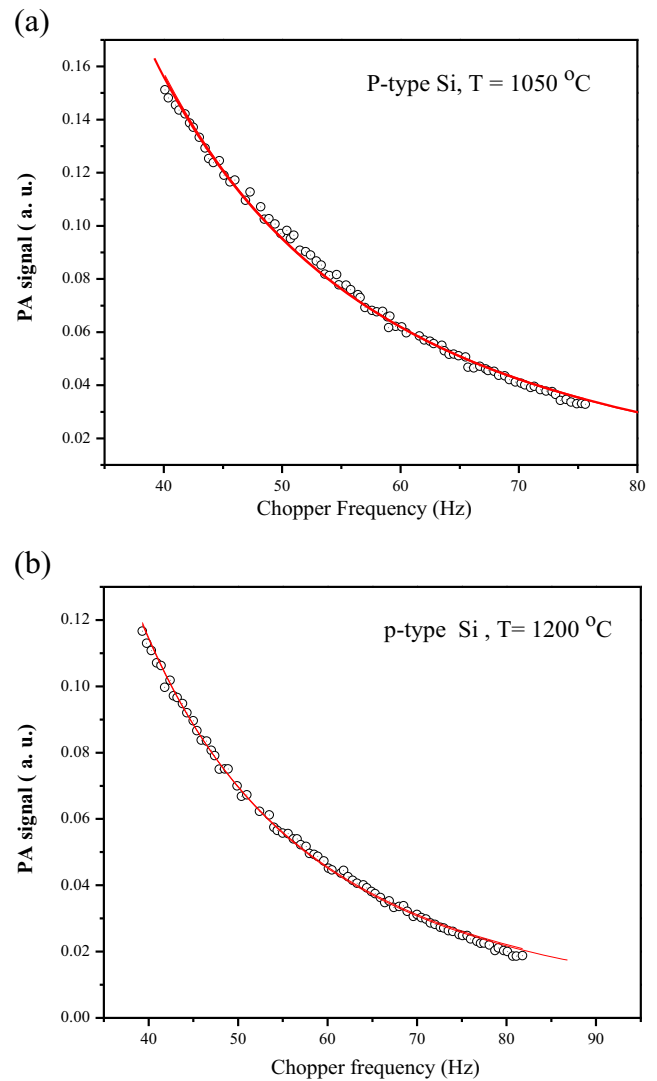 (a)
P-type Si, T = 1050 °C
PA signal ( a. u.)
0.16
0.14
0.12
0.10
0.08
0.06
0.04
0.02
40 50 60 70 80
Chopper Frequency (Hz)
(b)
p-type Si , T= 1200 °C
PA signal ( a. u.)
0.12
0.10
0.08
0.06
0.04
0.02
0.00
40 50 60 70 80 90
Chopper frequency (Hz)